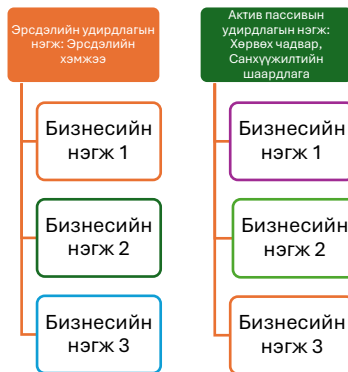 Эрсдэлийн удирдлагын
нэгж: Эрсдэлийн
хэмжээ
Бизнесийн
нэгж 1
Бизнесийн
нэгж 2
Бизнесийн
нэгж 3
Актив пассивын
удирдлагын нэгж:
Хөрвөх чадвар,
Санхүүжилтийн
шаардлага
Бизнесийн
нэгж 1
Бизнесийн
нэгж 2
Бизнесийн
нэгж 3